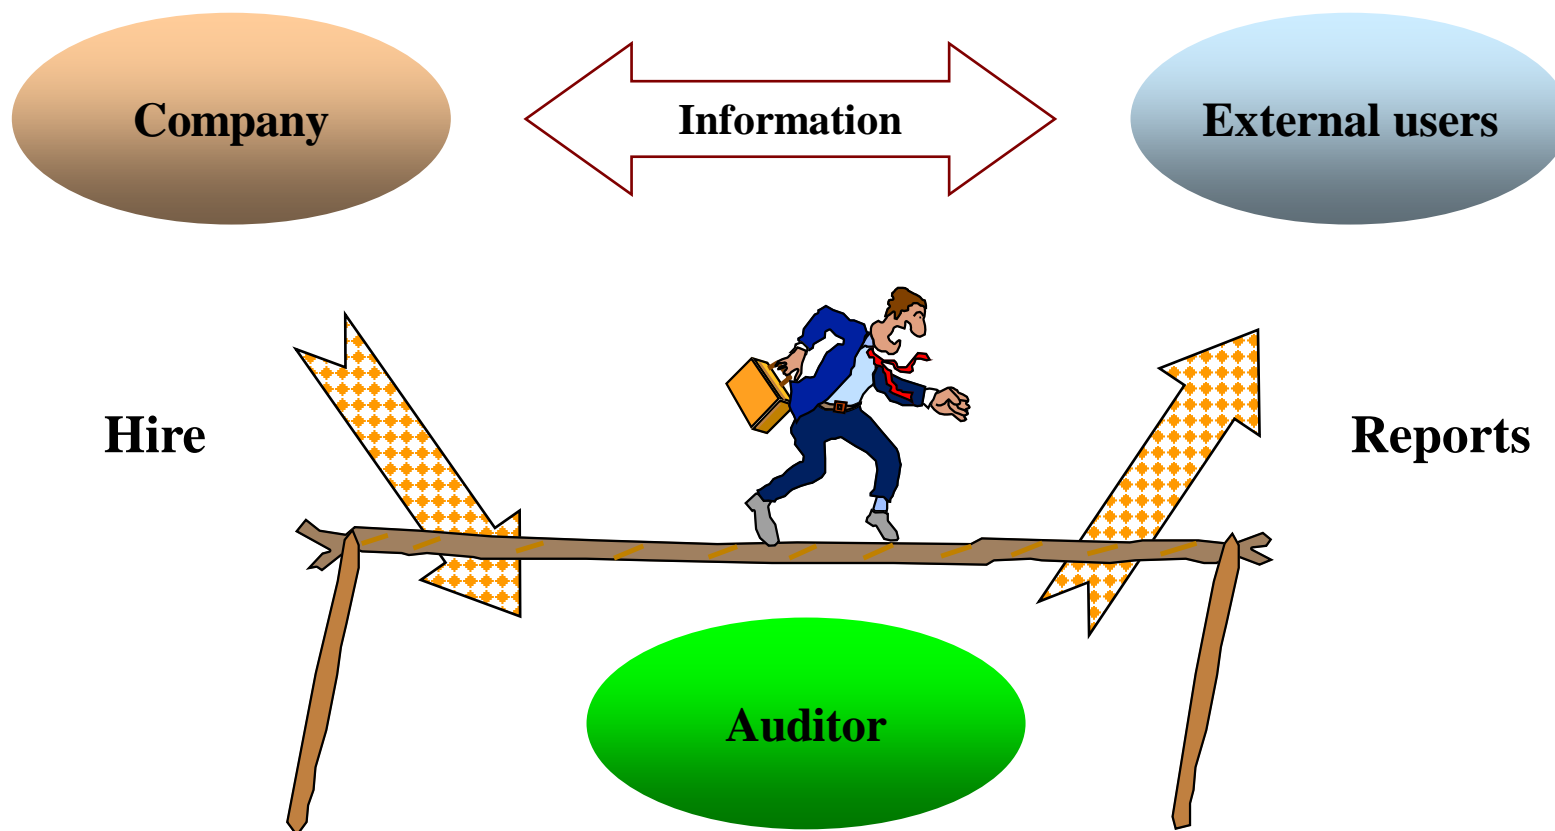 Company
Information
External users
Hire
Reports
Auditor